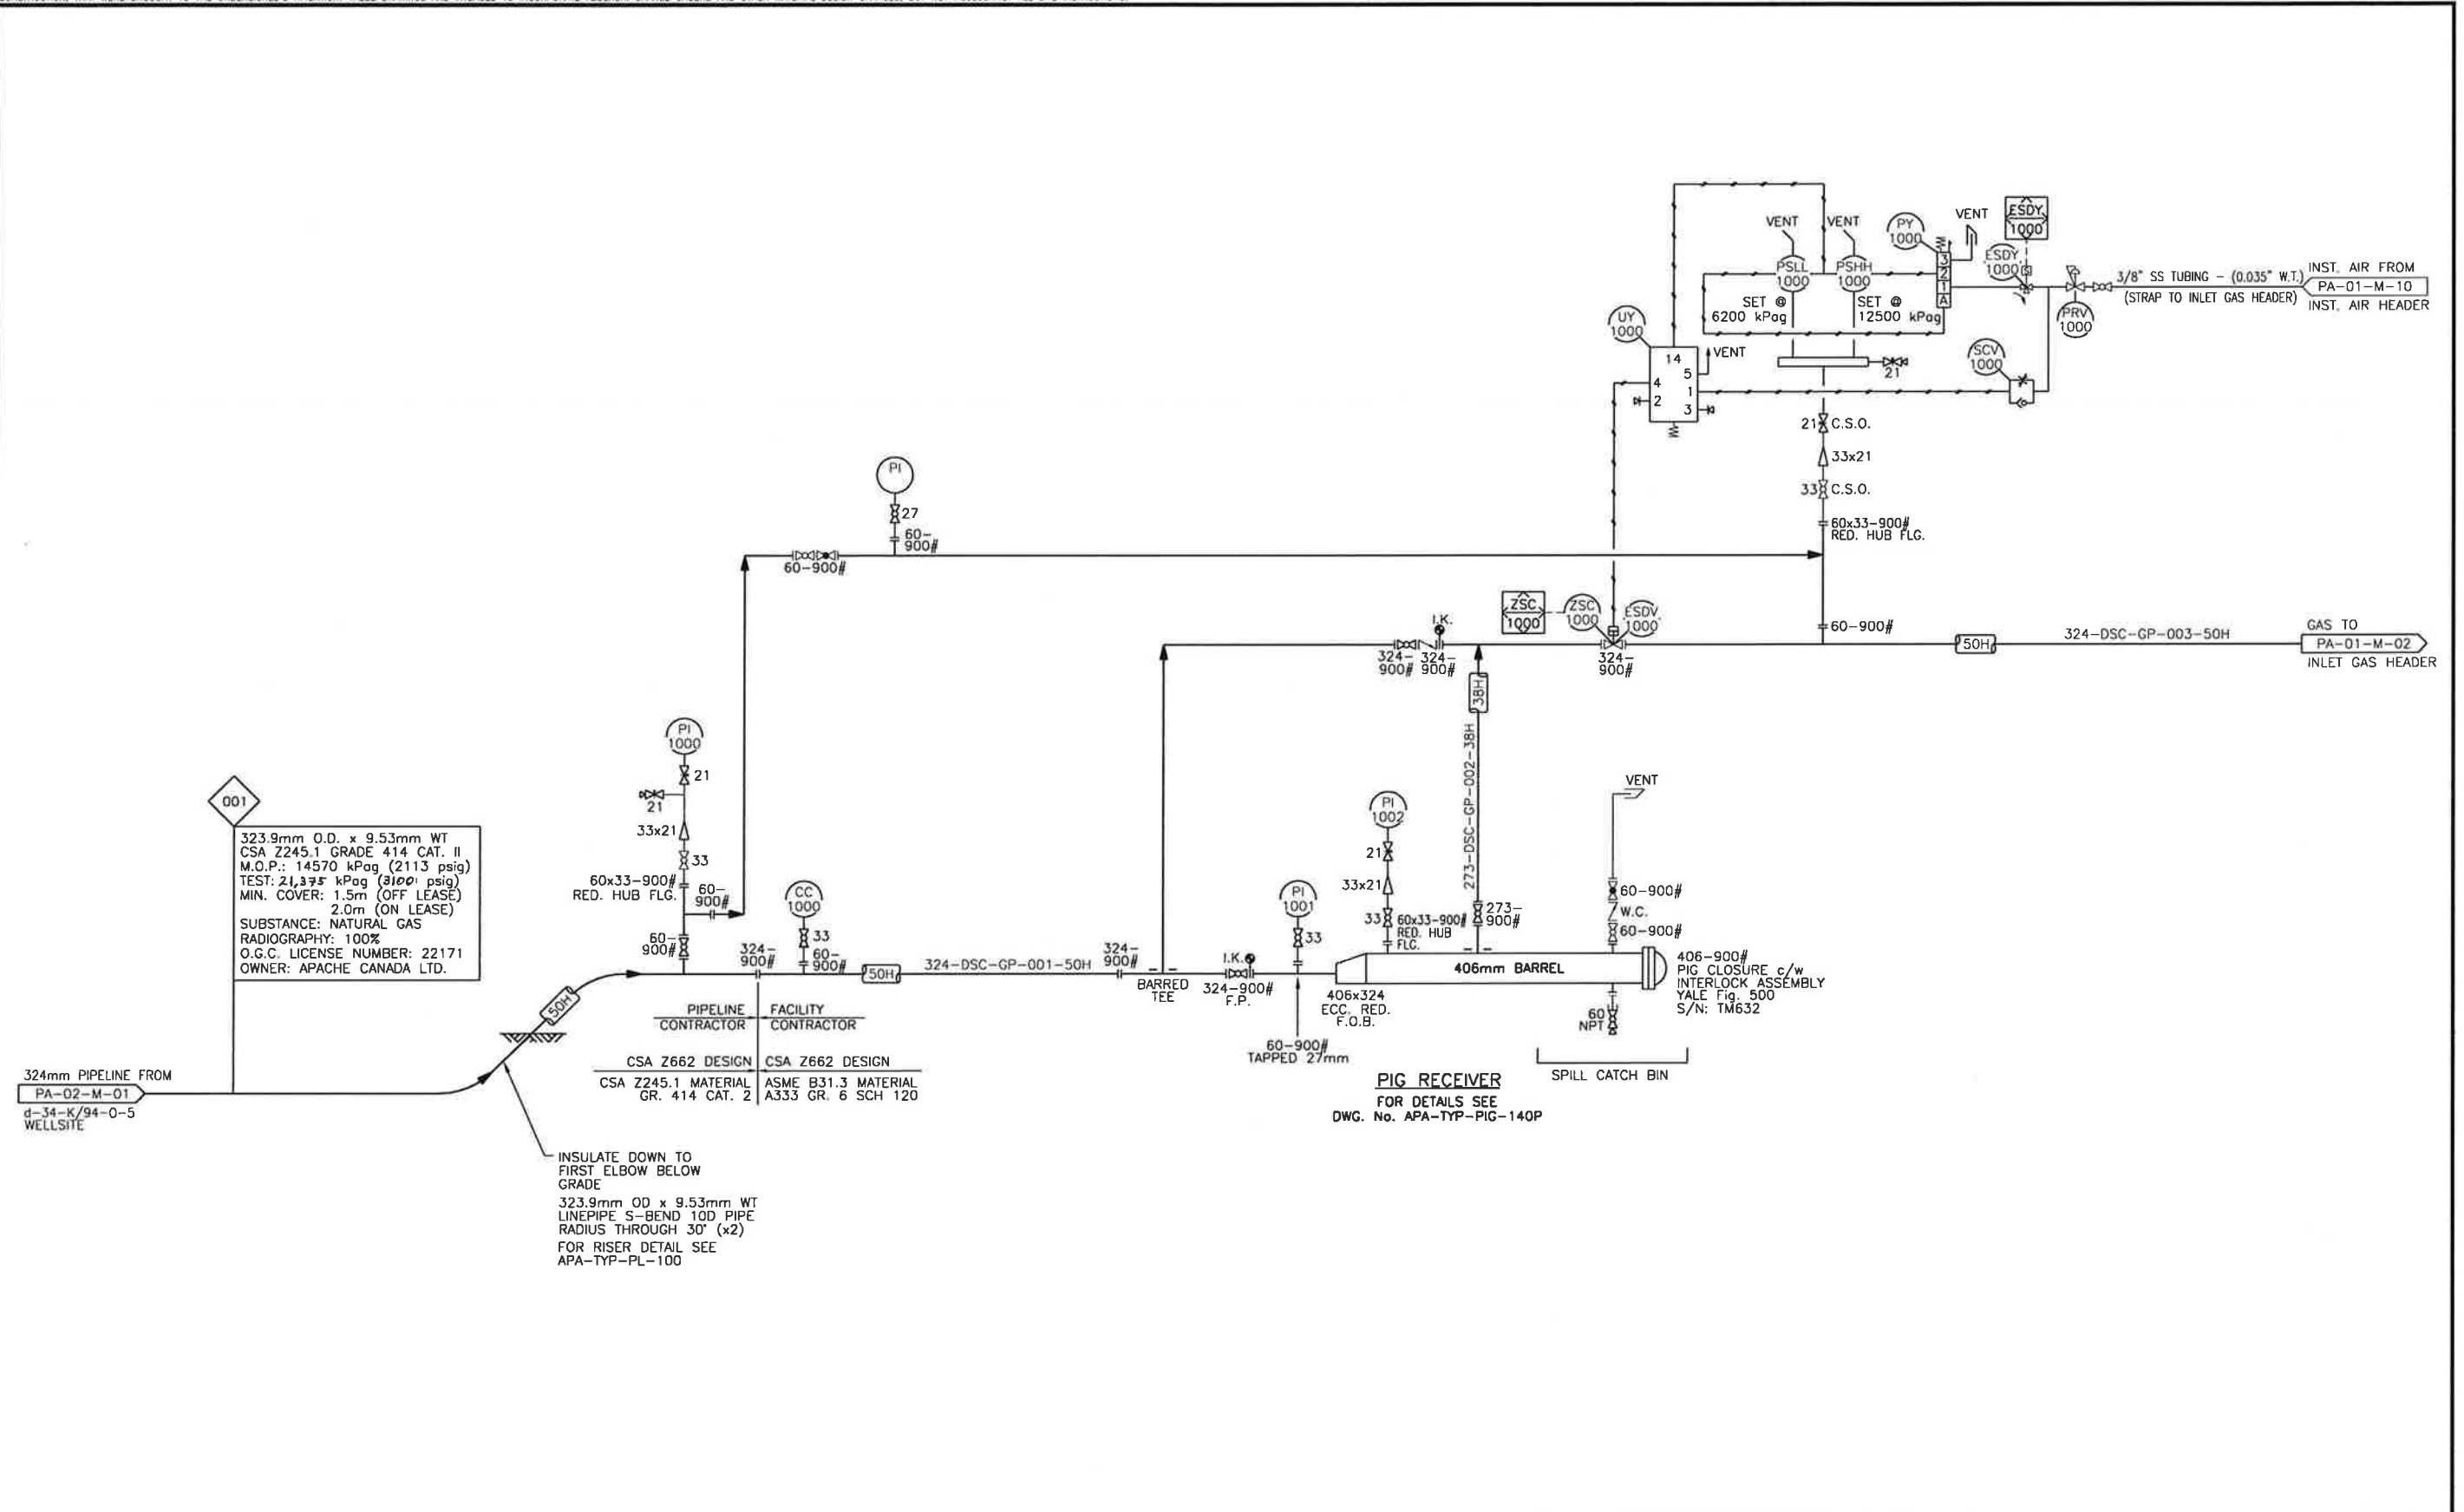 VENT
VENT
PY
1000
VENT
ESDY
1000
PSLL
1000
PSHH
1000
ESDY
1000
3
2
1
A
S
3/8" SS TUBING - (0.035" W.T.)
(STRAP TO INLET GAS HEADER)
INST. AIR FROM
PA-01-M-10
INST. AIR HEADER
SET @
6200 kPag
SET @
12500 kPag
PRV
1000
UY
1000
14
5
4
1
2
3
VENT
SCV
1000
21
21
C.S.O.
33x21
33
C.S.O.
60x33-900#
RED. HUB FLG.
PI
27
60-
900#
60-900#
ZSC
1000
ZSC
1000
ESDV
1000
60-900#
I.K.
324-
900#
324-
900#
324-
900#
50H
324-DSC-GP-003-50H
GAS TO
PA-01-M-02
INLET GAS HEADER
38H
273-DSC-GP-002-38H
PI
1000
21
21
33x21
33
60x33-900#
RED. HUB FLG.
60-
900#
60-
900#
001
323.9mm O.D. x 9.53mm WT
CSA Z245.1 GRADE 414 CAT. II
M.O.P.: 14570 kPag (2113 psig)
TEST: 21,375 kPag (3100 psig)
MIN. COVER: 1.5m (OFF LEASE)
2.0m (ON LEASE)
SUBSTANCE: NATURAL GAS
RADIOGRAPHY: 100%
O.G.C. LICENSE NUMBER: 22171
OWNER: APACHE CANADA LTD.
CC
1000
33
60-
900#
324-
900#
50H
324-DSC-GP-001-50H
324-
900#
BARRED
TEE
I.K.
324-900#
F.P.
PI
1001
33
60-900#
TAPPED 27mm
PI
1002
21
33x21
33
60x33-900#
RED. HUB
FLG.
273-
900#
VENT
60-900#
W.C.
60-900#
406mm BARREL
406x324
ECC. RED.
F.O.B.
406-900#
PIG CLOSURE c/w
INTERLOCK ASSEMBLY
YALE Fig. 500
S/N: TM632
60
NPT
SPILL CATCH BIN
PIG RECEIVER
FOR DETAILS SEE
DWG. No. APA-TYP-PIG-140P
50H
PIPELINE
CONTRACTOR
FACILITY
CONTRACTOR
CSA Z662 DESIGN
CSA Z662 DESIGN
CSA Z245.1 MATERIAL
GR. 414 CAT. 2
ASME B31.3 MATERIAL
A333 GR. 6 SCH 120
324mm PIPELINE FROM
PA-02-M-01
d-34-K/94-O-5
WELLSITE
INSULATE DOWN TO
FIRST ELBOW BELOW
GRADE
323.9mm OD x 9.53mm WT
LINEPIPE S-BEND 10D PIPE
RADIUS THROUGH 30° (x2)
FOR RISER DETAIL SEE
APA-TYP-PL-100